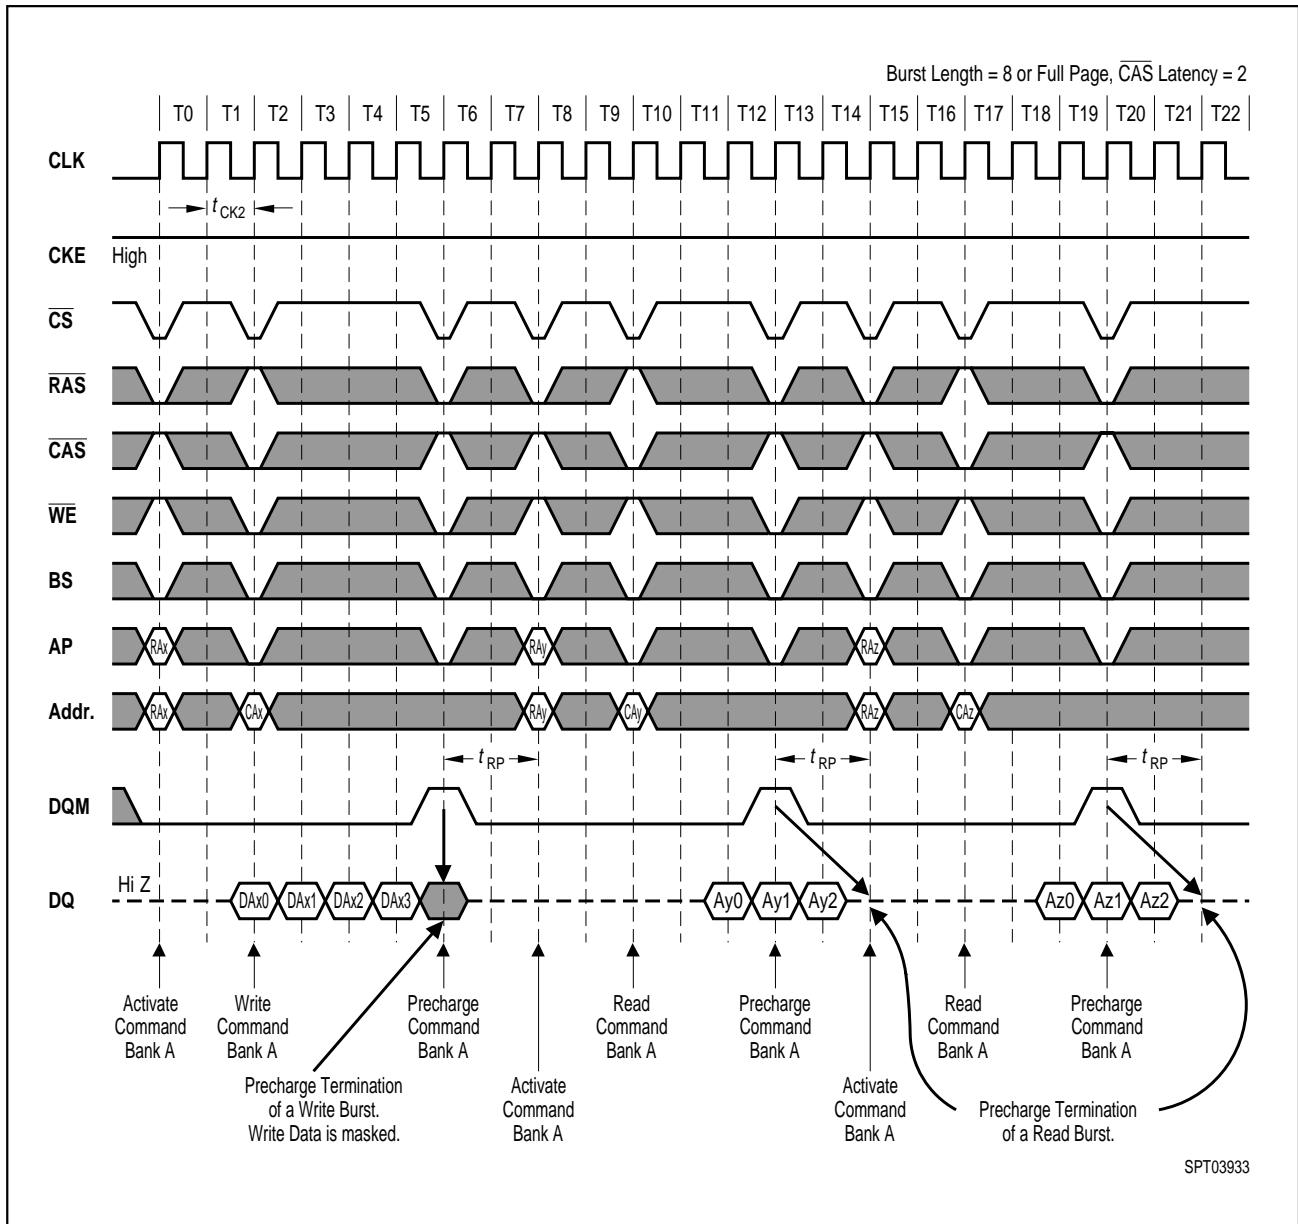 Burst Length = 8 or Full Page, CAS Latency = 2
T0 T1 T2 T3 T4 T5 T6 T7 T8 T9 T10 T11 T12 T13 T14 T15 T16 T17 T18 T19 T20 T21 T22
CLK
tCK2
CKE High
CS
RAS
CAS
WE
BS
AP RAx RAy RAz
Addr. RAx CAx RAy CAy RAz CAz
tRP tRP tRP
DQM
DQ Hi Z DAx0 DAx1 DAx2 DAx3 Ay0 Ay1 Ay2 Az0 Az1 Az2
Activate
Command
Bank A
Write
Command
Bank A
Precharge
Command
Bank A
Read
Command
Bank A
Precharge
Command
Bank A
Read
Command
Bank A
Precharge
Command
Bank A
Precharge Termination
of a Write Burst.
Write Data is masked.
Activate
Command
Bank A
Activate
Command
Bank A
Precharge Termination
of a Read Burst.
SPT03933